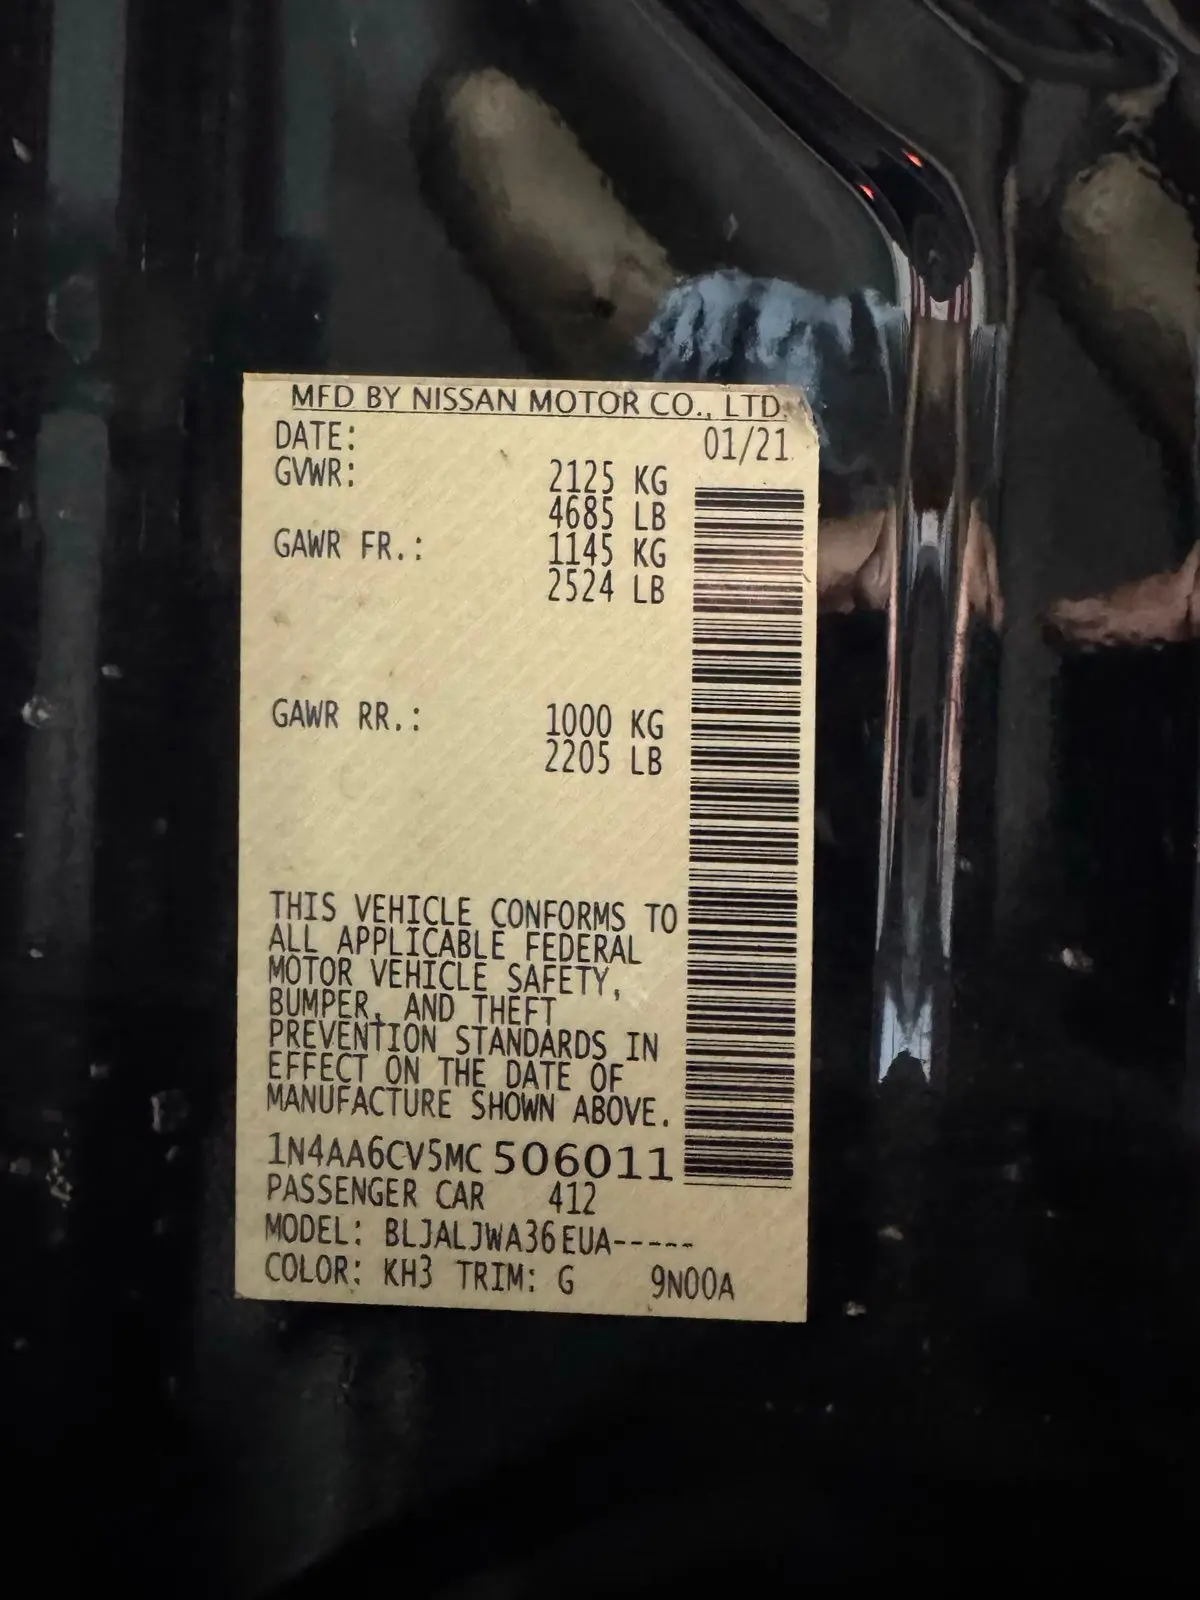 MFD BY NISSAN MOTOR CO., LTD.
DATE: 01/21
GVWR: 2125 KG
4685 LB
GAWR FR.: 1145 KG
2524 LB
GAWR RR.: 1000 KG
2205 LB
THIS VEHICLE CONFORMS TO
ALL APPLICABLE FEDERAL
MOTOR VEHICLE SAFETY,
BUMPER, AND THEFT
PREVENTION STANDARDS IN
EFFECT ON THE DATE OF
MANUFACTURE SHOWN ABOVE.
1N4AA6CV5MC506011
PASSENGER CAR 412
MODEL: BLJALJWA36EUA-----
COLOR: KH3 TRIM: G 9N00A